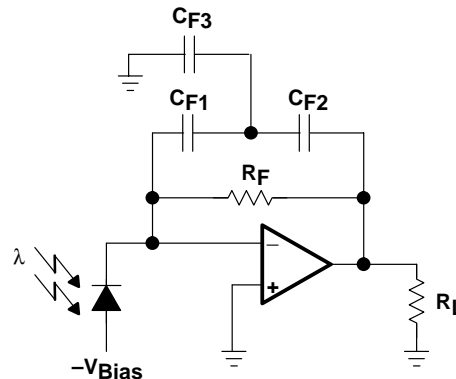 CF3
CF1
CF2
RF
λ
–
+
–VBias